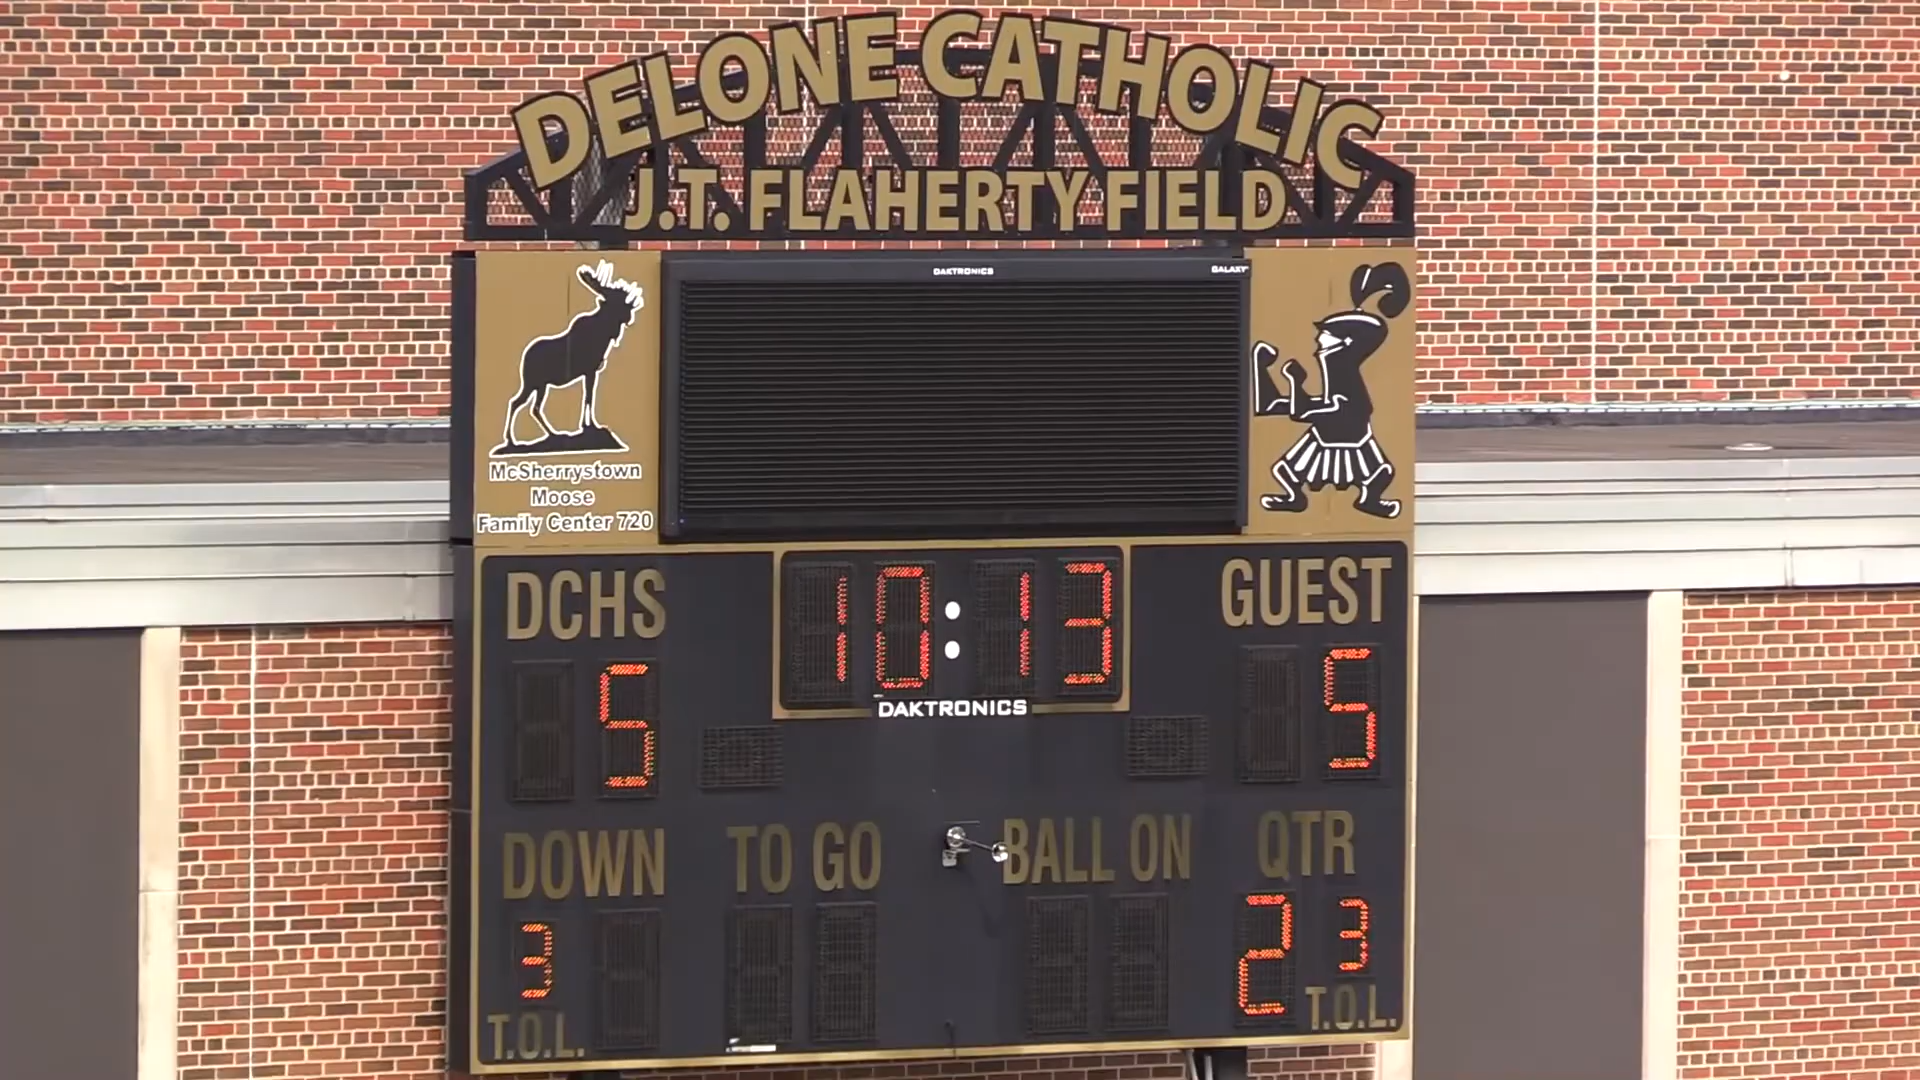 DELONE CATHOLIC
J.T. FLAHERTY FIELD
DAKTRONICS GALAXY
McSherrystown
Moose
Family Center 720
DCHS 10:13 GUEST
5 5
DAKTRONICS
DOWN TO GO BALL ON QTR
3 2 3
T.O.L. T.O.L.